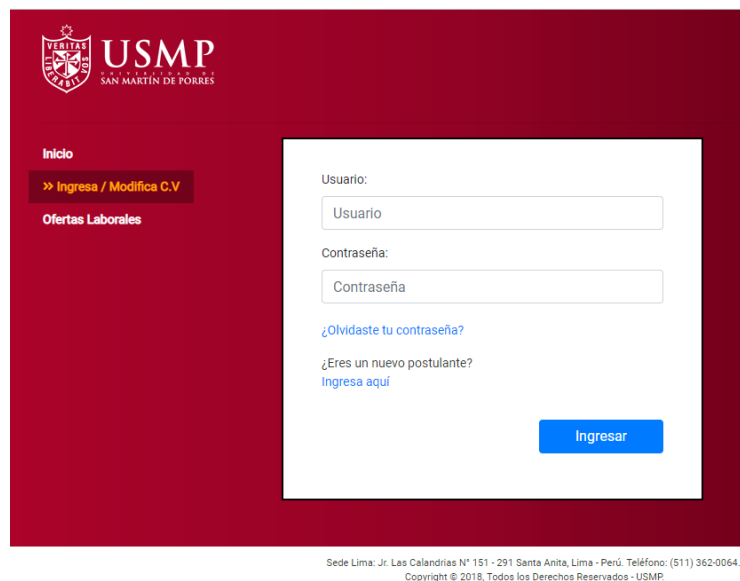 VERITAS
LIBERABIT
VOS
USMP
UNIVERSIDAD DE
SAN MARTÍN DE PORRES
Inicio
>> Ingresa / Modifica C.V
Ofertas Laborales
Usuario:
Usuario
Contraseña:
Contraseña
¿Olvidaste tu contraseña?
¿Eres un nuevo postulante?
Ingresa aquí
Ingresar
Sede Lima: Jr. Las Calandrias N° 151 - 291 Santa Anita, Lima - Perú. Teléfono: (511) 362-0064.
Copyright © 2018, Todos los Derechos Reservados - USMP.